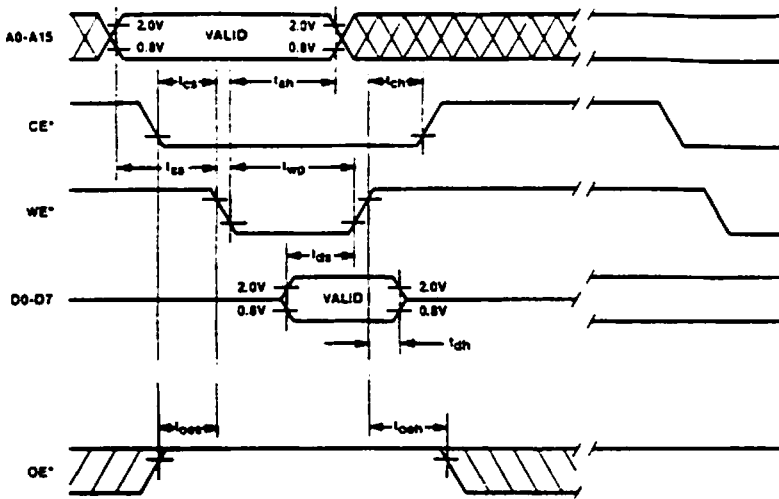 2.0V VALID 2.0V
A0-A15
0.8V 0.8V
tcs tah tch
CE*
tas twp
WE*
tds
2.0V 2.0V
D0-D7 VALID
0.8V 0.8V
tdh
toes toeh
OE*